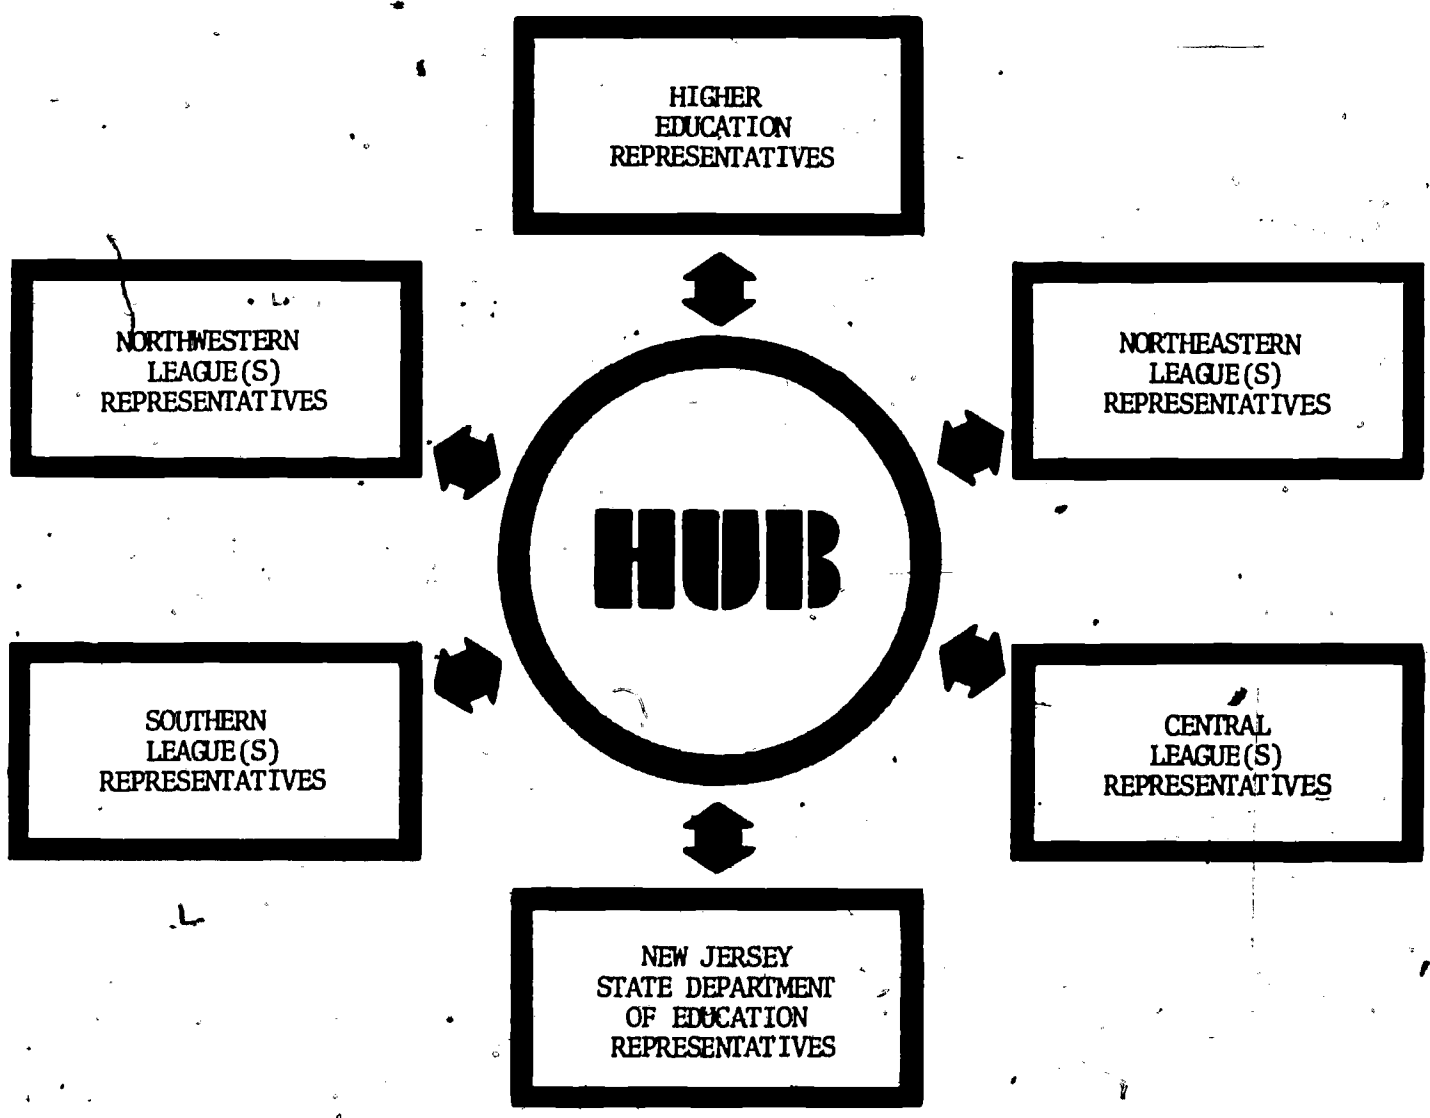 HIGHER
EDUCATION
REPRESENTATIVES
NORTHWESTERN
LEAGUE(S)
REPRESENTATIVES
NORTHEASTERN
LEAGUE(S)
REPRESENTATIVES
HUB
SOUTHERN
LEAGUE(S)
REPRESENTATIVES
CENTRAL
LEAGUE(S)
REPRESENTATIVES
NEW JERSEY
STATE DEPARTMENT
OF EDUCATION
REPRESENTATIVES